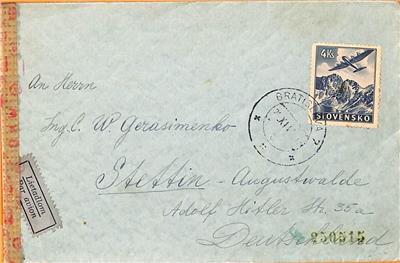 4 Ks
SLOVENSKO
BRATISLAVA 2
An Herrn
Ing. C. W. Gerasimenko
Stettin - Augustwalde
Adolf Hitler Str. 35a
Deutschland
Lietadlom
Par avion
250515